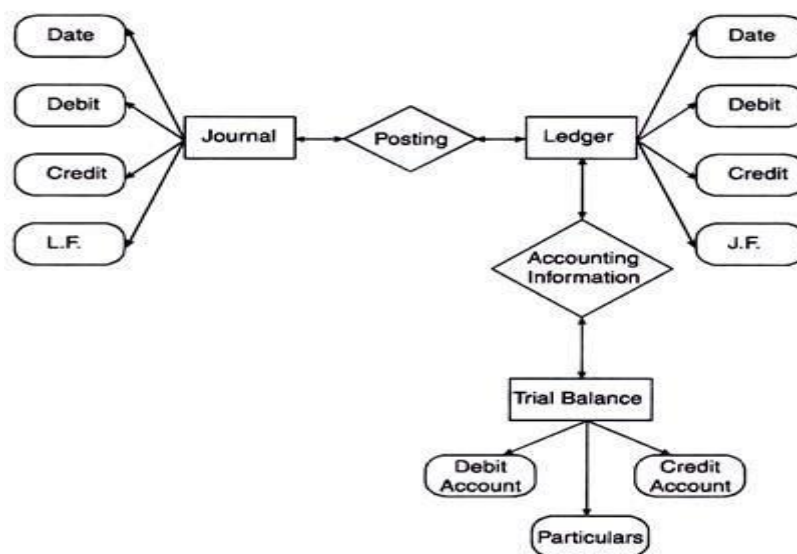 Date
Debit
Credit
L.F.
Journal
Posting
Ledger
Date
Debit
Credit
J.F.
Accounting
Information
Trial Balance
Debit
Account
Credit
Account
Particulars